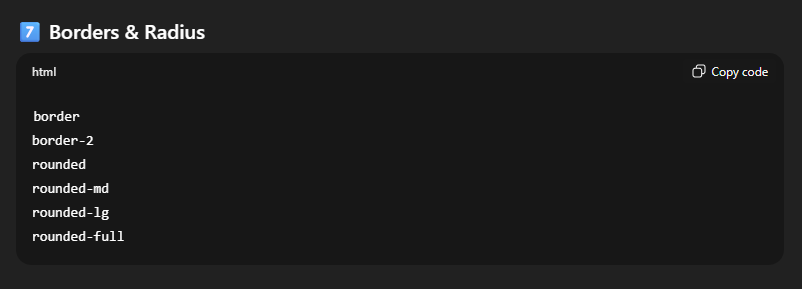 7️⃣ Borders & Radius
html
Copy code
border
border-2
rounded
rounded-md
rounded-lg
rounded-full